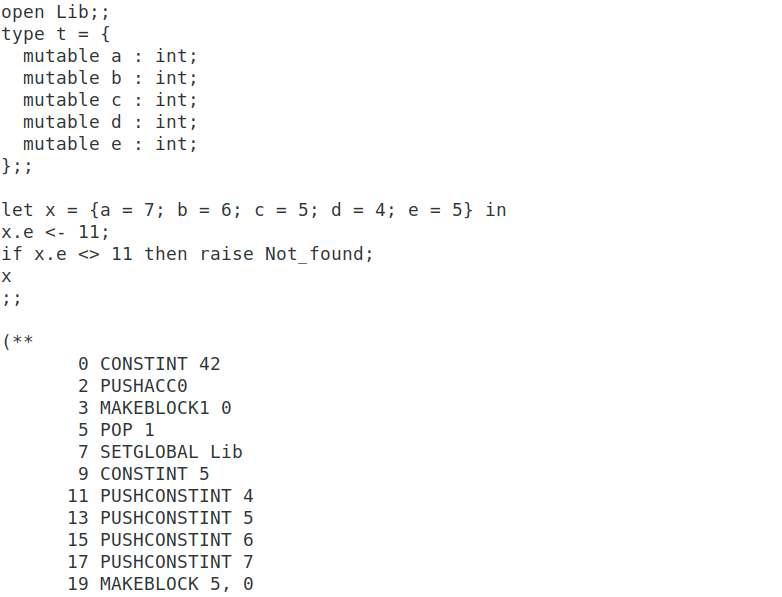 open Lib;;
type t = {
  mutable a : int;
  mutable b : int;
  mutable c : int;
  mutable d : int;
  mutable e : int;
};;

let x = {a = 7; b = 6; c = 5; d = 4; e = 5} in
x.e <- 11;
if x.e <> 11 then raise Not_found;
x
;;

(**
       0 CONSTINT 42
       2 PUSHACC0
       3 MAKEBLOCK1 0
       5 POP 1
       7 SETGLOBAL Lib
       9 CONSTINT 5
      11 PUSHCONSTINT 4
      13 PUSHCONSTINT 5
      15 PUSHCONSTINT 6
      17 PUSHCONSTINT 7
      19 MAKEBLOCK 5, 0